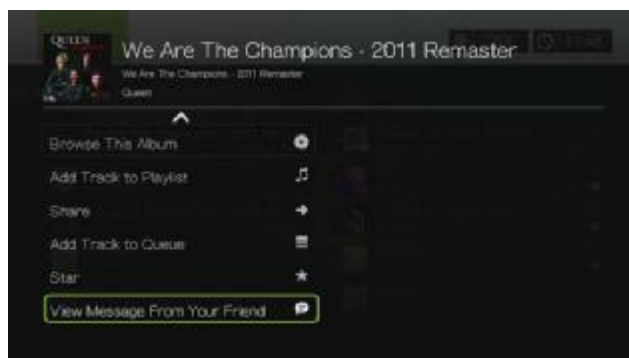 QUEEN
We Are The Champions - 2011 Remaster
We Are The Champions - 2011 Remaster
Queen
Browse This Album
Add Track to Playlist
Share
Add Track to Queue
Star
View Message From Your Friend